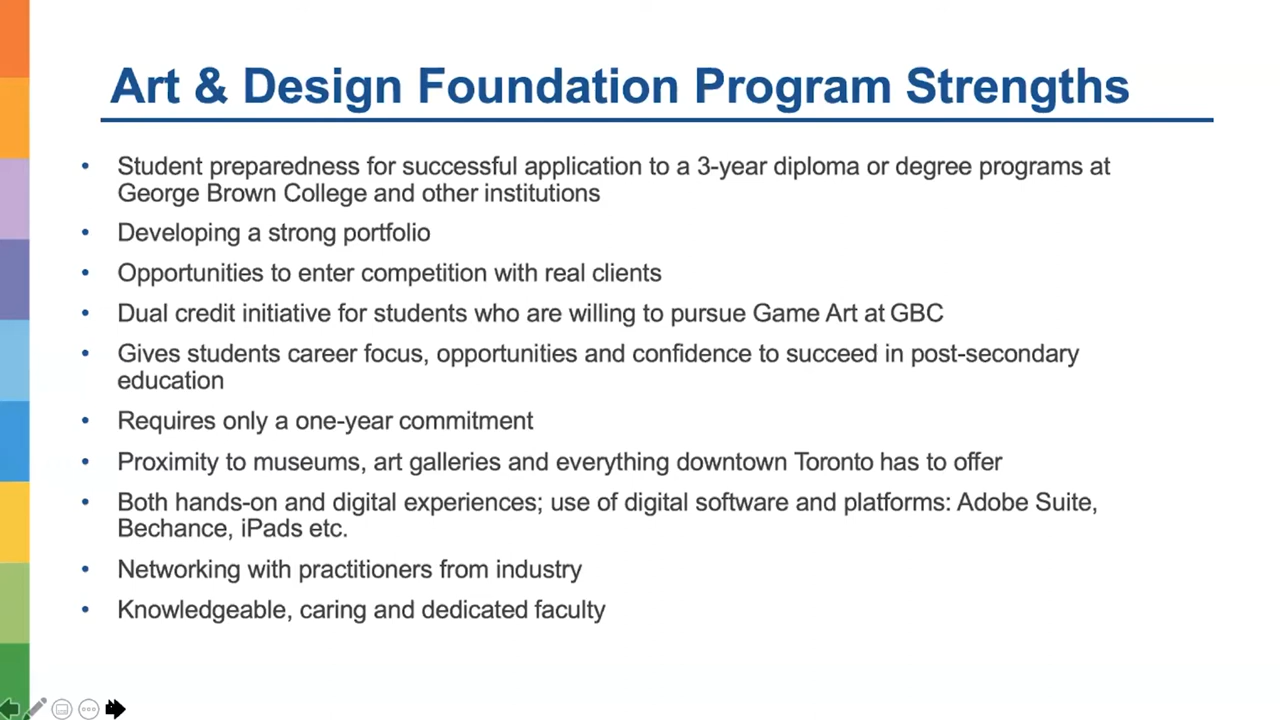 Art & Design Foundation Program Strengths
• Student preparedness for successful application to a 3-year diploma or degree programs at
George Brown College and other institutions
• Developing a strong portfolio
• Opportunities to enter competition with real clients
• Dual credit initiative for students who are willing to pursue Game Art at GBC
• Gives students career focus, opportunities and confidence to succeed in post-secondary
education
• Requires only a one-year commitment
• Proximity to museums, art galleries and everything downtown Toronto has to offer
• Both hands-on and digital experiences; use of digital software and platforms: Adobe Suite,
Bechance, iPads etc.
• Networking with practitioners from industry
• Knowledgeable, caring and dedicated faculty